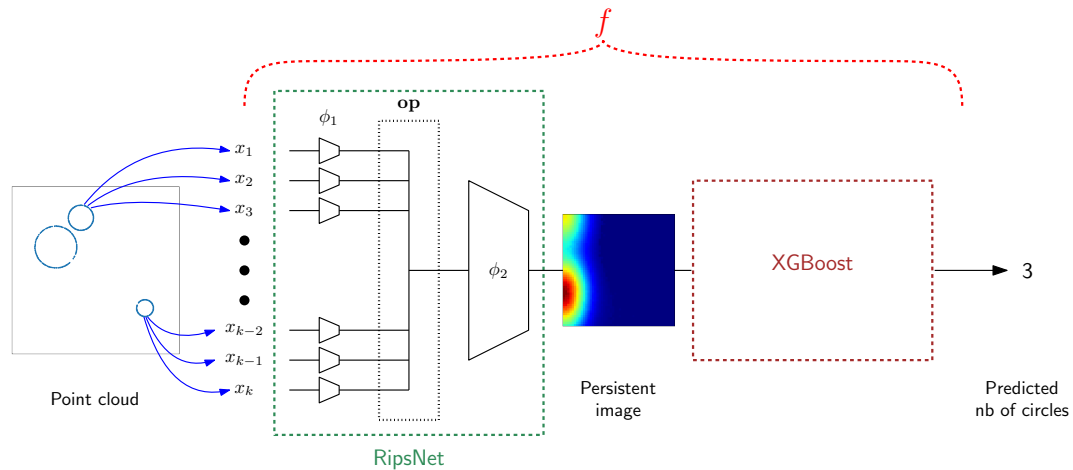 f
op
ϕ₁
x₁
x₂
x₃
ϕ₂
XGBoost
3
xₖ₋₂
xₖ₋₁
xₖ
Point cloud
Persistent
image
Predicted
nb of circles
RipsNet